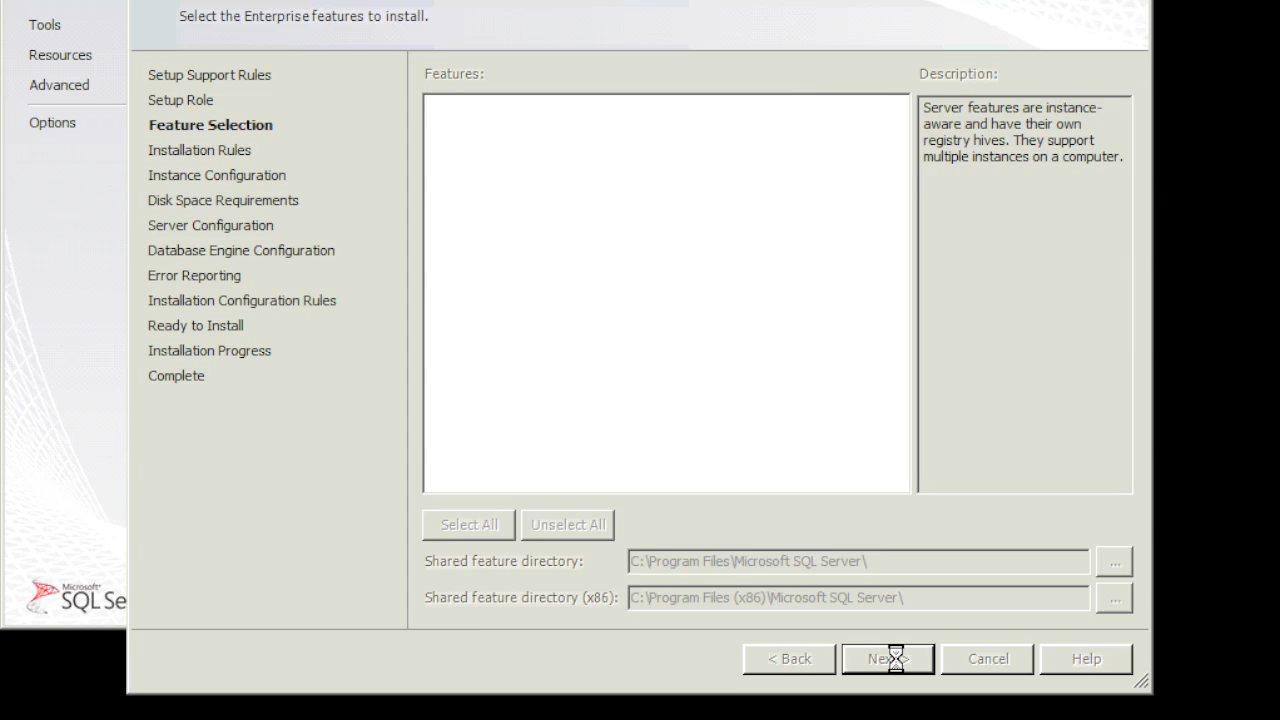 Select the Enterprise features to install.
Tools
Resources
Advanced
Options
Setup Support Rules
Setup Role
Feature Selection
Installation Rules
Instance Configuration
Disk Space Requirements
Server Configuration
Database Engine Configuration
Error Reporting
Installation Configuration Rules
Ready to Install
Installation Progress
Complete
Features:
Description:
Server features are instance-
aware and have their own
registry hives. They support
multiple instances on a computer.
Select All
Unselect All
Shared feature directory:
C:\Program Files\Microsoft SQL Server\
...
Shared feature directory (x86):
C:\Program Files (x86)\Microsoft SQL Server\
...
Microsoft®
SQL Se
< Back
Nex >
Cancel
Help